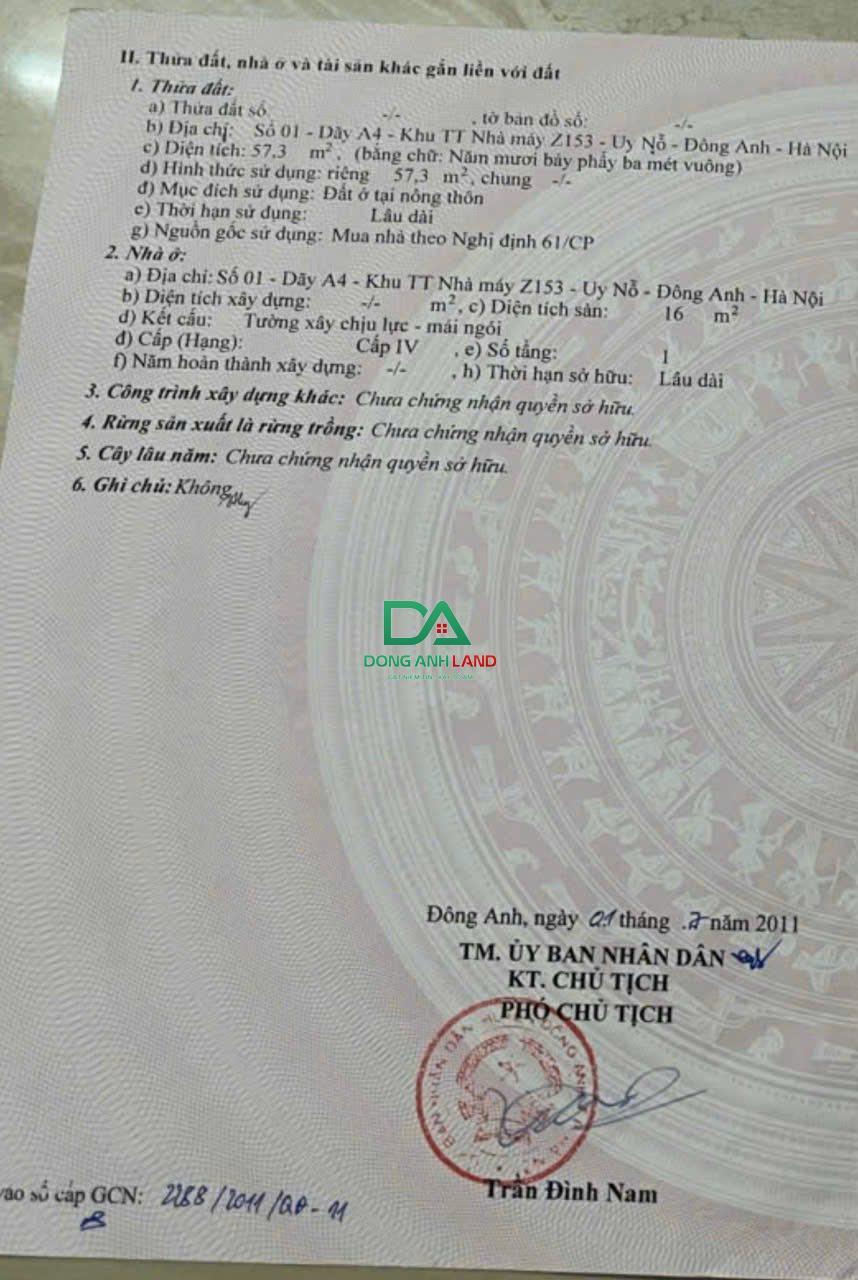 II. Thửa đất, nhà ở và tài sản khác gắn liền với đất
1. Thửa đất:
a) Thửa đất số -/- , tờ bản đồ số: -/-
b) Địa chỉ: Số 01 - Dãy A4 - Khu TT Nhà máy Z153 - Uy Nỗ - Đông Anh - Hà Nội
c) Diện tích: 57,3 m², (bằng chữ: Năm mươi bảy phẩy ba mét vuông)
d) Hình thức sử dụng: riêng 57,3 m², chung -/-
đ) Mục đích sử dụng: Đất ở tại nông thôn
e) Thời hạn sử dụng: Lâu dài
g) Nguồn gốc sử dụng: Mua nhà theo Nghị định 61/CP
2. Nhà ở:
a) Địa chỉ: Số 01 - Dãy A4 - Khu TT Nhà máy Z153 - Uy Nỗ - Đông Anh - Hà Nội
b) Diện tích xây dựng: -/- m², c) Diện tích sàn: 16 m²
d) Kết cấu: Tường xây chịu lực - mái ngói
đ) Cấp (Hạng): Cấp IV , e) Số tầng: 1
f) Năm hoàn thành xây dựng: -/- , h) Thời hạn sở hữu: Lâu dài
3. Công trình xây dựng khác: Chưa chứng nhận quyền sở hữu.
4. Rừng sản xuất là rừng trồng: Chưa chứng nhận quyền sở hữu.
5. Cây lâu năm: Chưa chứng nhận quyền sở hữu.
6. Ghi chú: Không
DA
DONG ANH LAND
Đông Anh, ngày 01 tháng .7 năm 2011
TM. ỦY BAN NHÂN DÂN
KT. CHỦ TỊCH
PHÓ CHỦ TỊCH
Trần Đình Nam
vào sổ cấp GCN: 2288/2011/QĐ-11